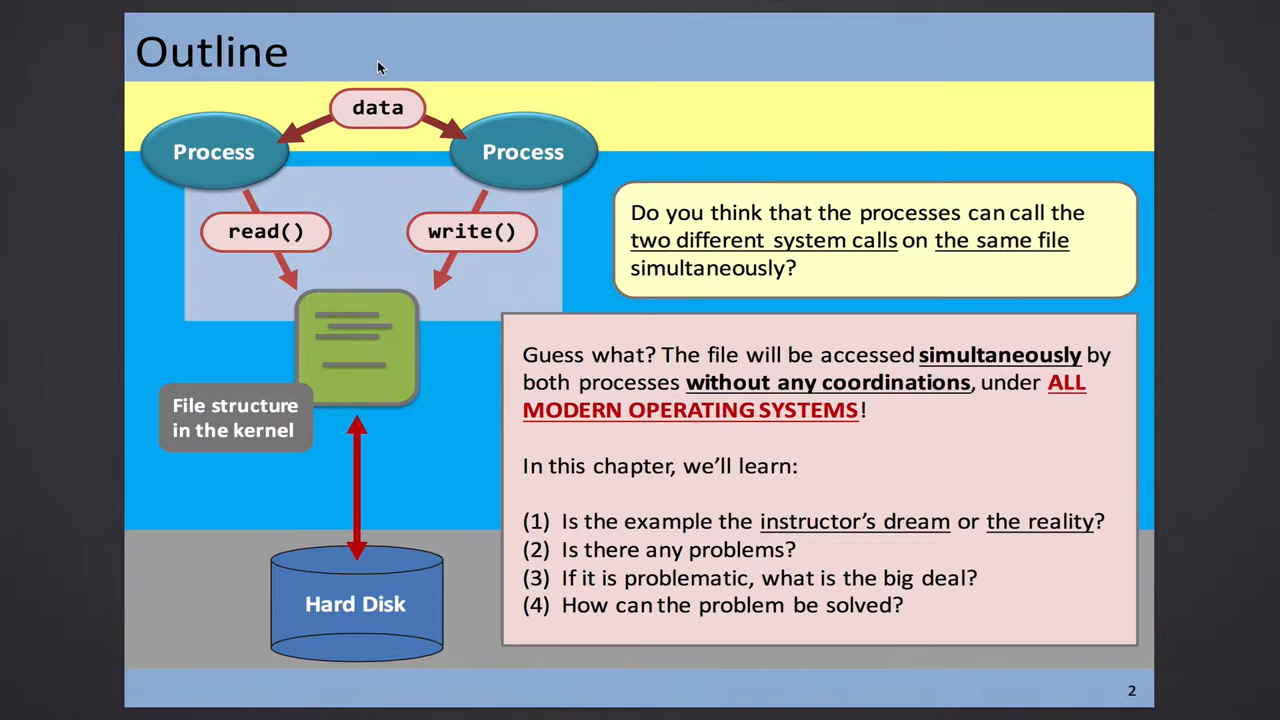 Outline
data
Process
Process
read()
write()
File structure
in the kernel
Hard Disk
Do you think that the processes can call the
two different system calls on the same file
simultaneously?
Guess what? The file will be accessed simultaneously by
both processes without any coordinations, under ALL
MODERN OPERATING SYSTEMS!
In this chapter, we’ll learn:
(1) Is the example the instructor’s dream or the reality?
(2) Is there any problems?
(3) If it is problematic, what is the big deal?
(4) How can the problem be solved?
2